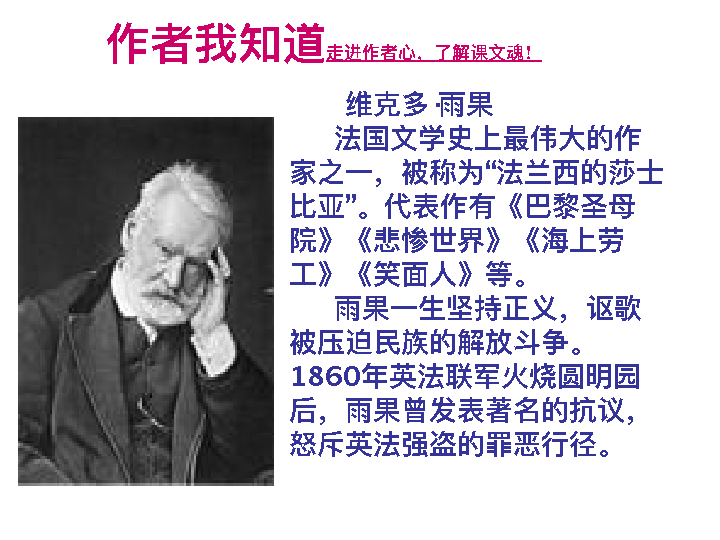 作者我知道走进作者心，了解课文魂！
维克多·雨果
法国文学史上最伟大的作
家之一，被称为“法兰西的莎士
比亚”。代表作有《巴黎圣母
院》《悲惨世界》《海上劳
工》《笑面人》等。
雨果一生坚持正义，讴歌
被压迫民族的解放斗争。
1860年英法联军火烧圆明园
后，雨果曾发表著名的抗议，
怒斥英法强盗的罪恶行径。